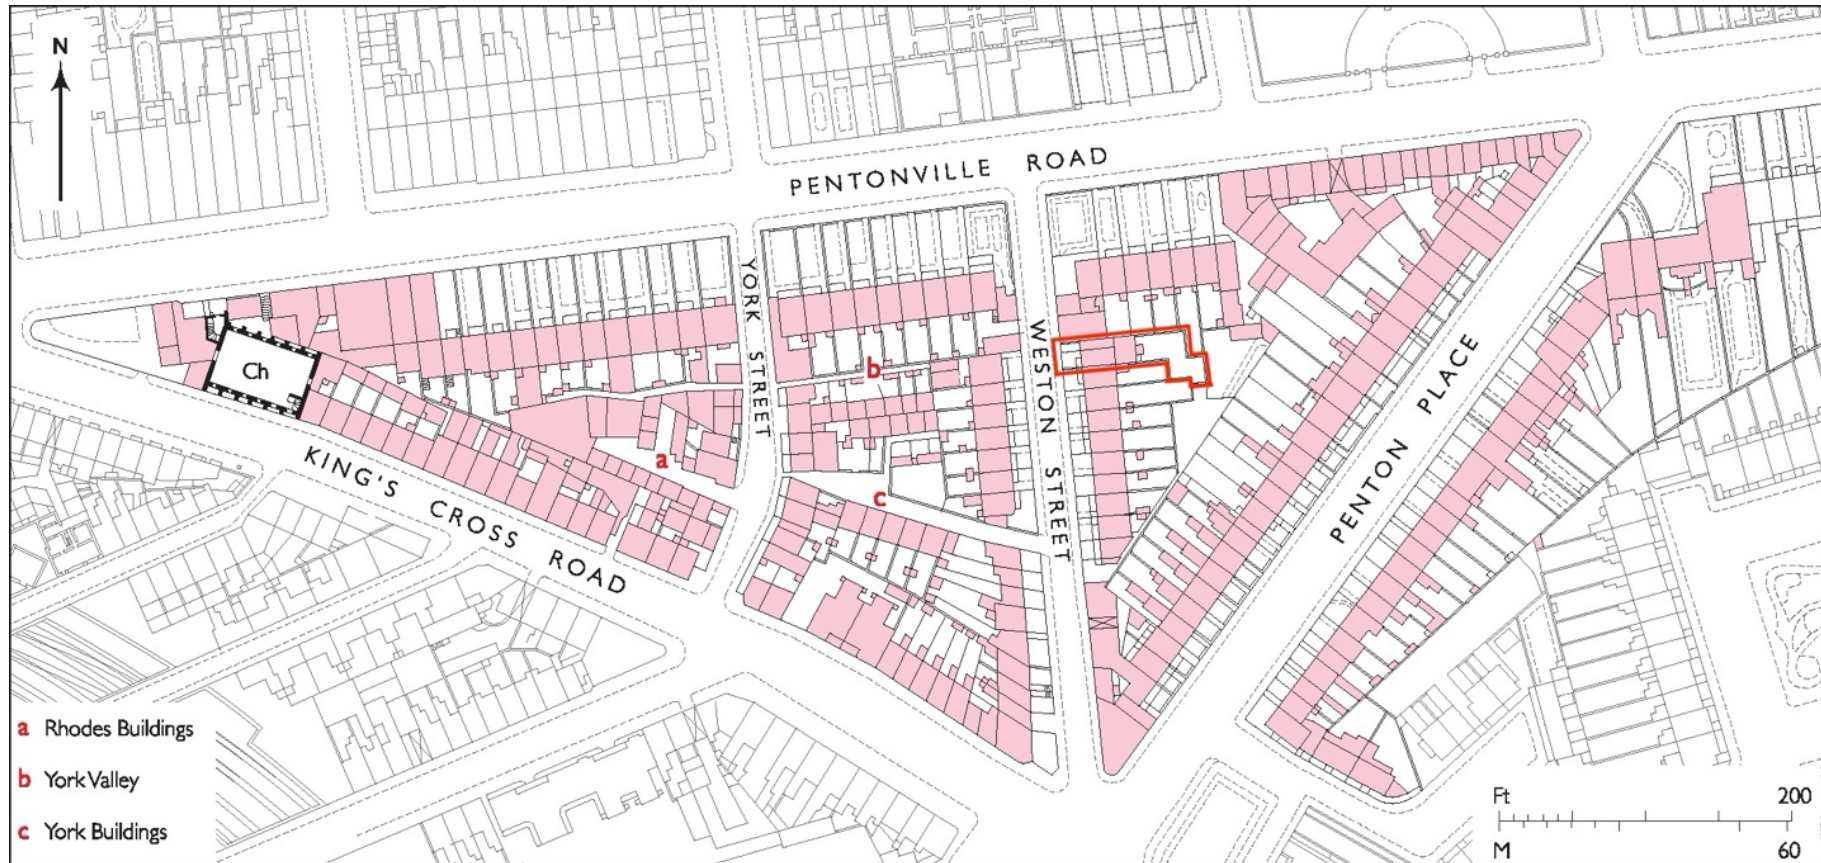 N
PENTONVILLE ROAD
YORK STREET
WESTON STREET
PENTON PLACE
Ch
KING'S CROSS ROAD
a
b
c
a Rhodes Buildings
b York Valley
c York Buildings
Ft 200
M 60